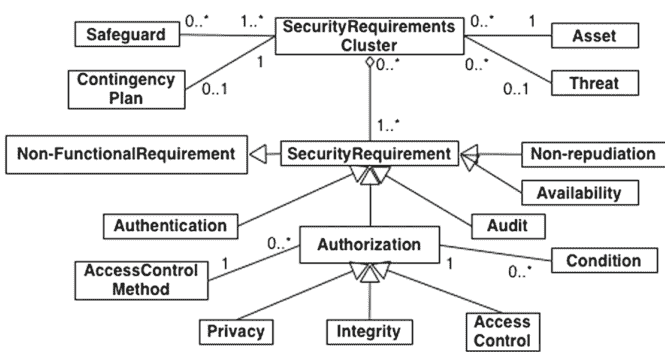 Safeguard
0..*
1..*
SecurityRequirements
Cluster
0..*
1
Asset
Contingency
Plan
0..1
1
0..*
0..*
0..1
Threat
1..*
Non-FunctionalRequirement
SecurityRequirement
Non-repudiation
Availability
Authentication
Audit
Authorization
0..*
1
AccessControl
Method
1
0..*
Condition
Privacy
Integrity
Access
Control